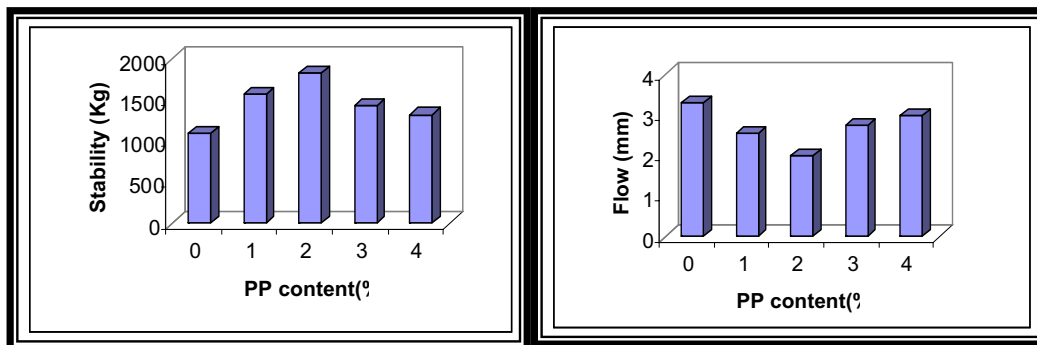 Stability (Kg)
2000
1500
1000
500
0
0 1 2 3 4
PP content(%
Flow (mm)
4
3
2
1
0
0 1 2 3 4
PP content(%